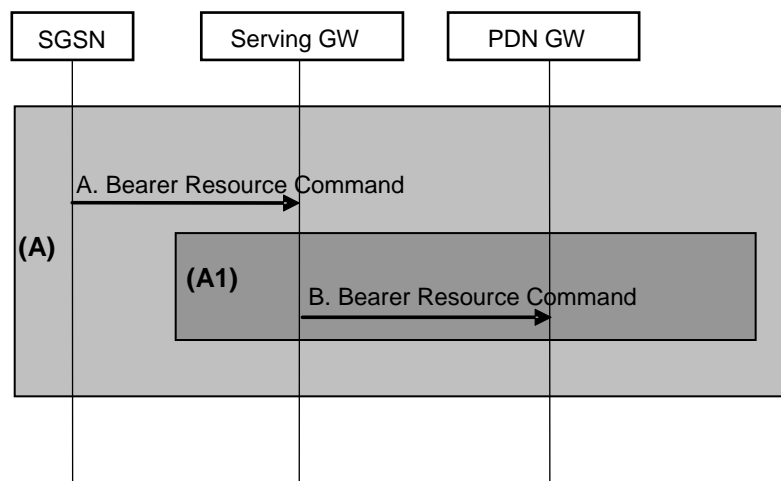 SGSN
Serving GW
PDN GW
A. Bearer Resource Command
(A)
(A1)
B. Bearer Resource Command